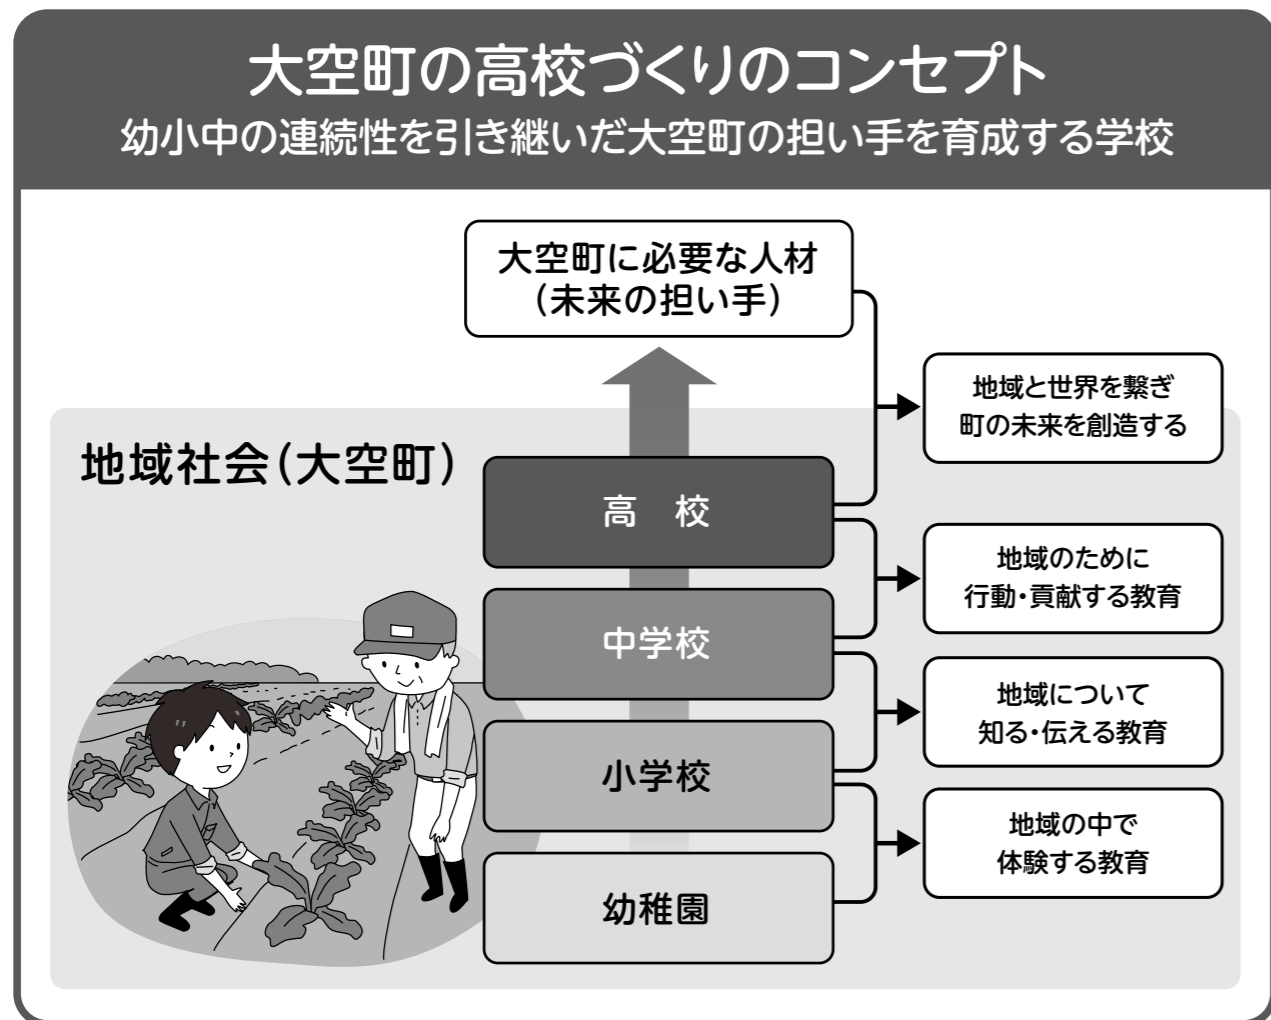 大空町の高校づくりのコンセプト
幼小中の連続性を引き継いだ大空町の担い手を育成する学校
大空町に必要な人材
（未来の担い手）
地域と世界を繋ぎ
町の未来を創造する
地域社会（大空町）
高　校
地域のために
行動・貢献する教育
中学校
地域について
知る・伝える教育
小学校
地域の中で
体験する教育
幼稚園